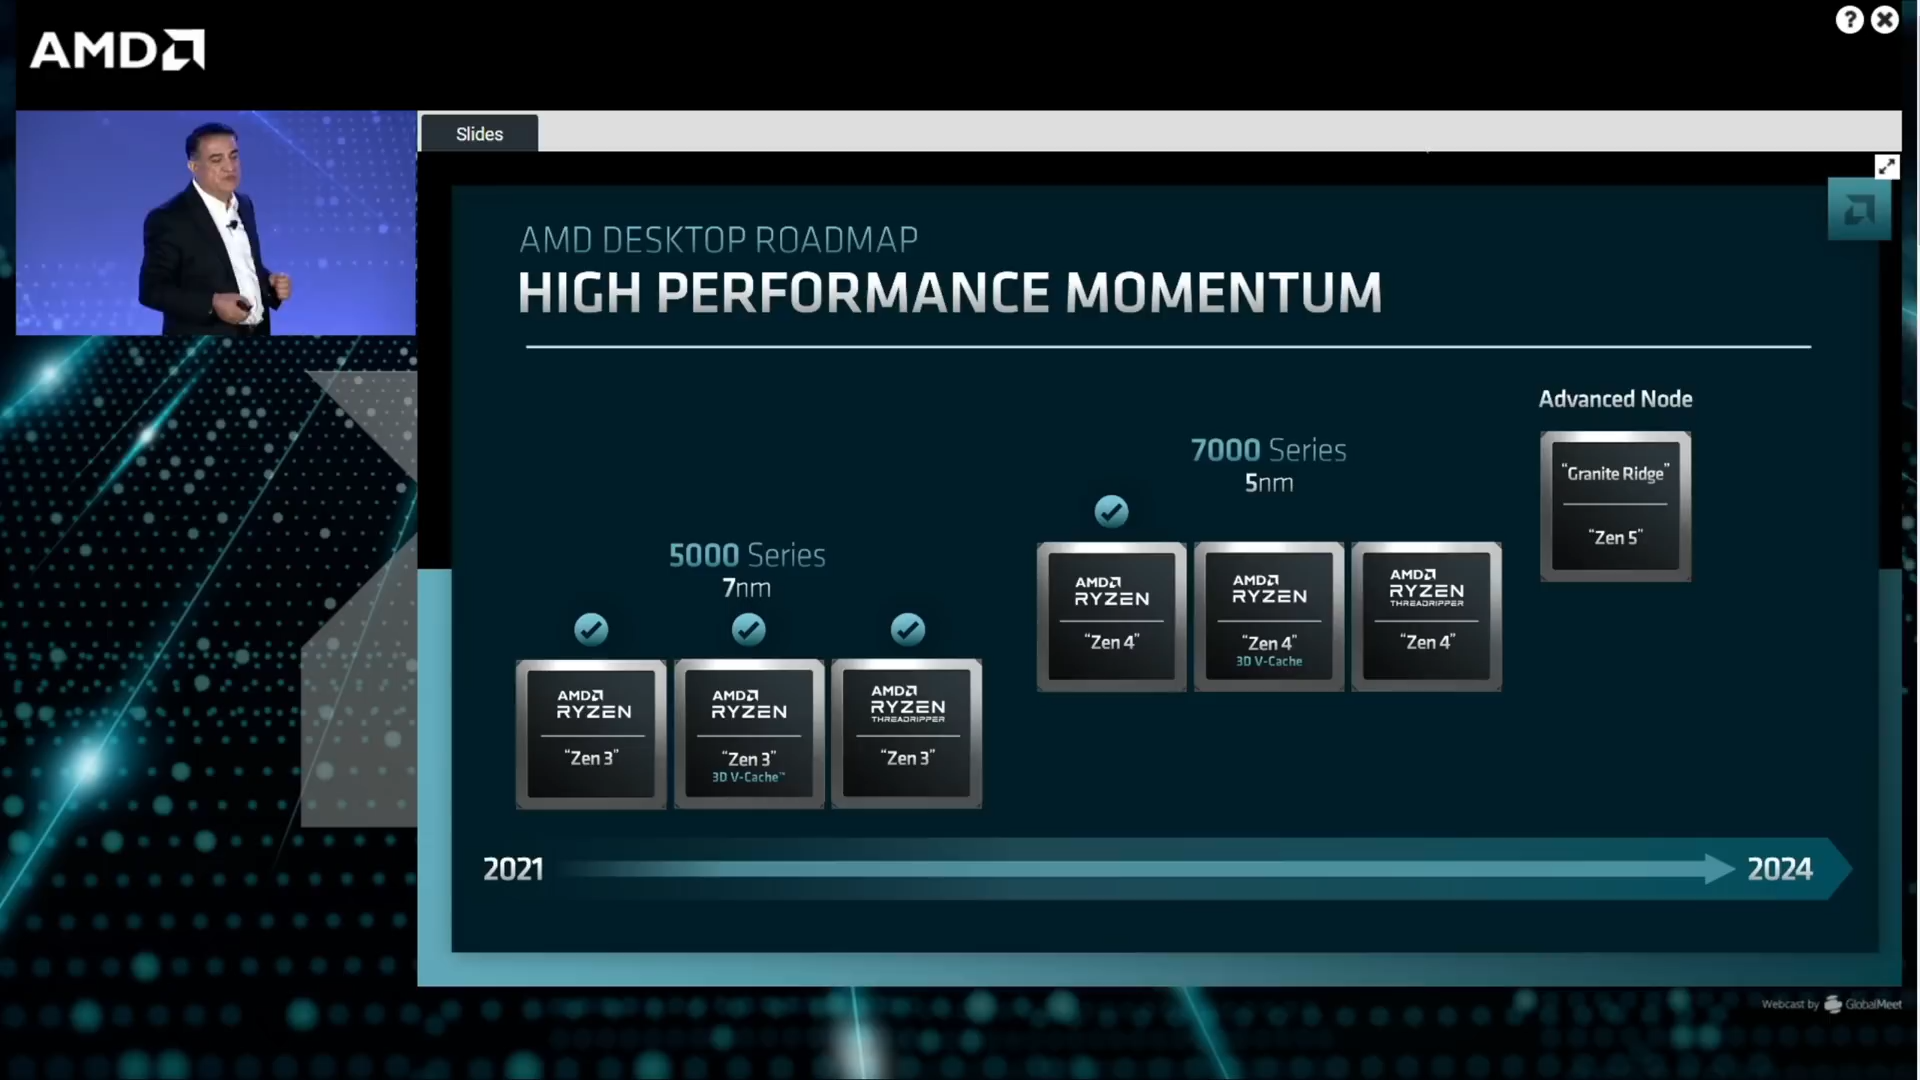 AMD
Slides
AMD DESKTOP ROADMAP
HIGH PERFORMANCE MOMENTUM
Advanced Node
"Granite Ridge"
"Zen 5"
7000 Series
5nm
AMD
RYZEN
"Zen 4"
AMD
RYZEN
"Zen 4"
3D V-Cache
AMD
RYZEN
THREADRIPPER
"Zen 4"
5000 Series
7nm
AMD
RYZEN
"Zen 3"
AMD
RYZEN
"Zen 3"
3D V-Cache™
AMD
RYZEN
THREADRIPPER
"Zen 3"
2021
2024
Webcast by GlobalMeet